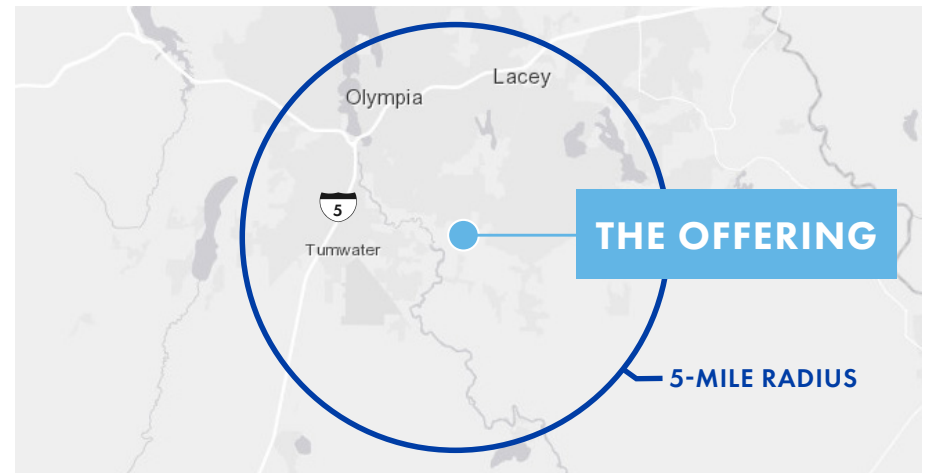 Lacey
Olympia
5
THE OFFERING
Tumwater
5-MILE RADIUS